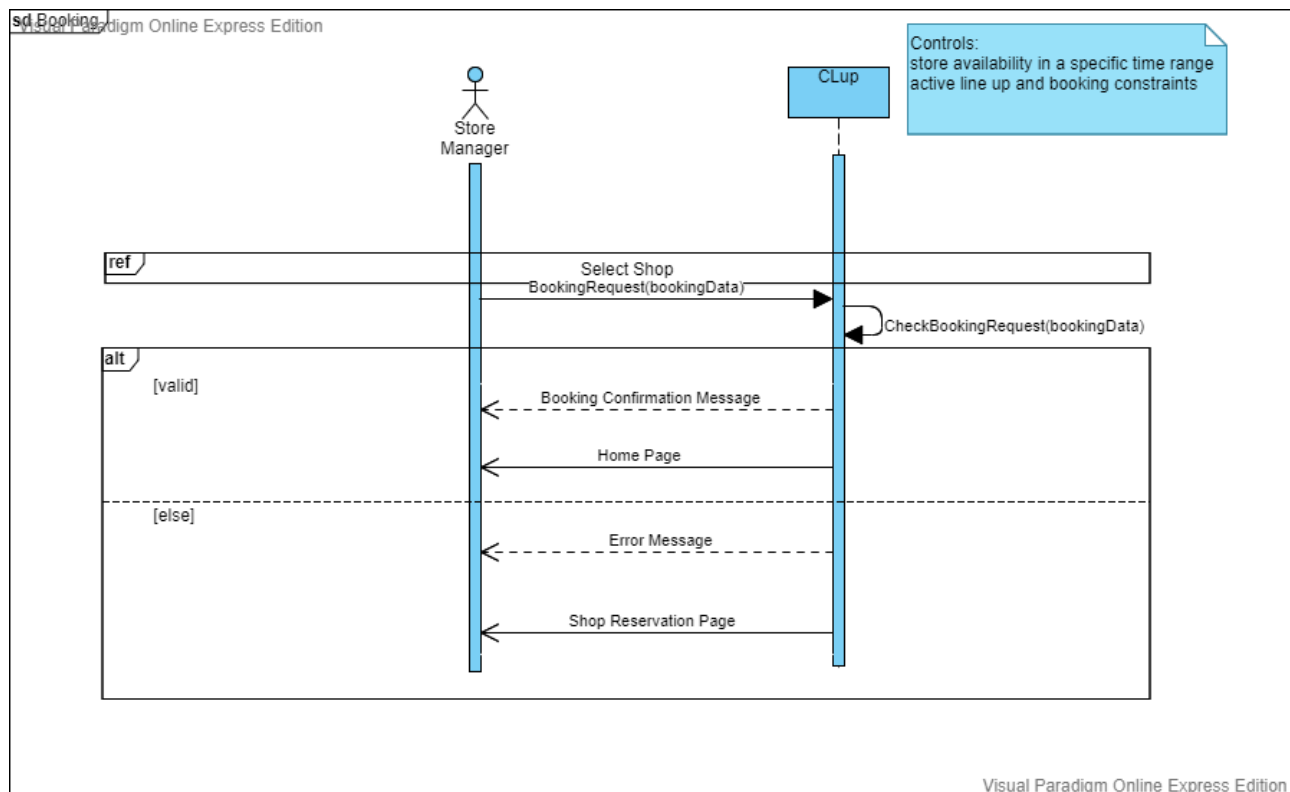 sd Booking
Visual Paradigm Online Express Edition
Controls:
store availability in a specific time range
active line up and booking constraints
CLup
Store
Manager
ref
Select Shop
BookingRequest(bookingData)
CheckBookingRequest(bookingData)
alt
[valid]
Booking Confirmation Message
Home Page
[else]
Error Message
Shop Reservation Page
Visual Paradigm Online Express Edition